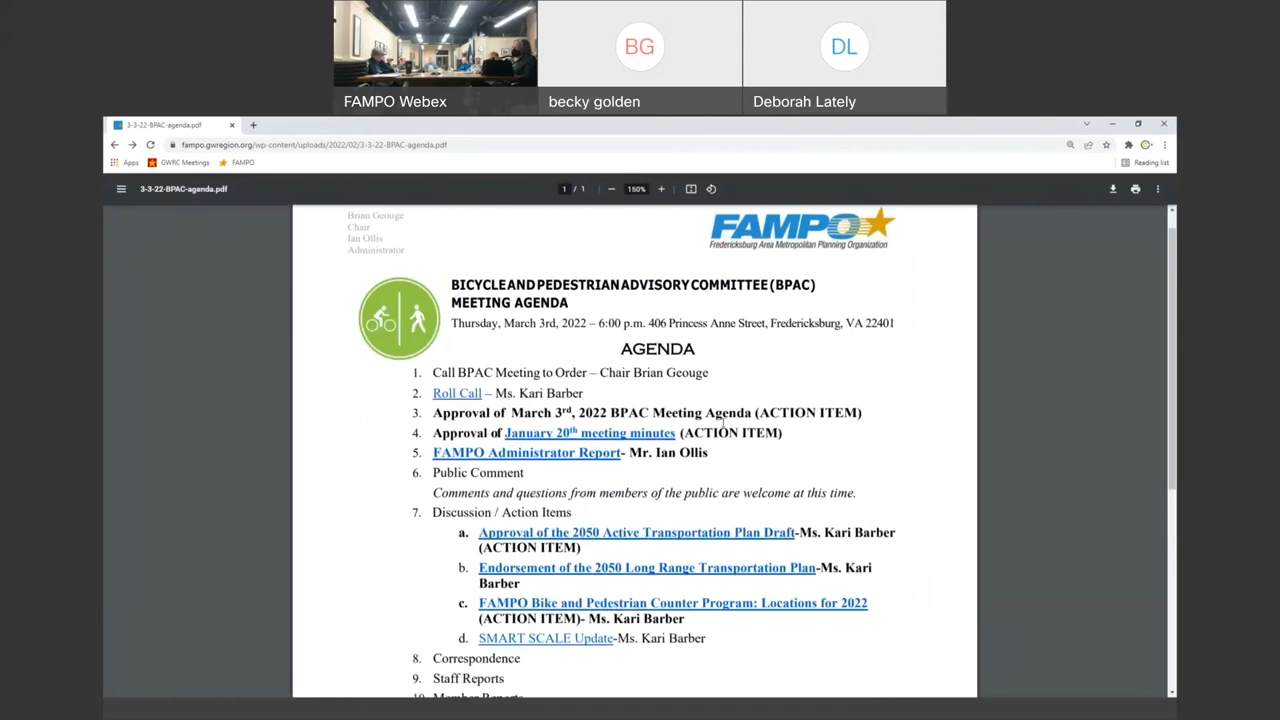 BG
DL
FAMPO Webex
becky golden
Deborah Lately
3-3-22-BPAC-agenda.pdf
fampo.gwregion.org/wp-content/uploads/2022/02/3-3-22-BPAC-agenda.pdf
Apps GWRC Meetings FAMPO Reading list
3-3-22-BPAC-agenda.pdf 1 / 1 150%
Brian Geouge
Chair
Ian Ollis
Administrator
FAMPO
Fredericksburg Area Metropolitan Planning Organization
BICYCLE AND PEDESTRIAN ADVISORY COMMITTEE (BPAC)
MEETING AGENDA
Thursday, March 3rd, 2022 – 6:00 p.m. 406 Princess Anne Street, Fredericksburg, VA 22401
AGENDA
1. Call BPAC Meeting to Order – Chair Brian Geouge
2. Roll Call – Ms. Kari Barber
3. Approval of March 3rd, 2022 BPAC Meeting Agenda (ACTION ITEM)
4. Approval of January 20th meeting minutes (ACTION ITEM)
5. FAMPO Administrator Report- Mr. Ian Ollis
6. Public Comment
Comments and questions from members of the public are welcome at this time.
7. Discussion / Action Items
a. Approval of the 2050 Active Transportation Plan Draft-Ms. Kari Barber
(ACTION ITEM)
b. Endorsement of the 2050 Long Range Transportation Plan-Ms. Kari
Barber
c. FAMPO Bike and Pedestrian Counter Program: Locations for 2022
(ACTION ITEM)- Ms. Kari Barber
d. SMART SCALE Update-Ms. Kari Barber
8. Correspondence
9. Staff Reports
10. Member Reports